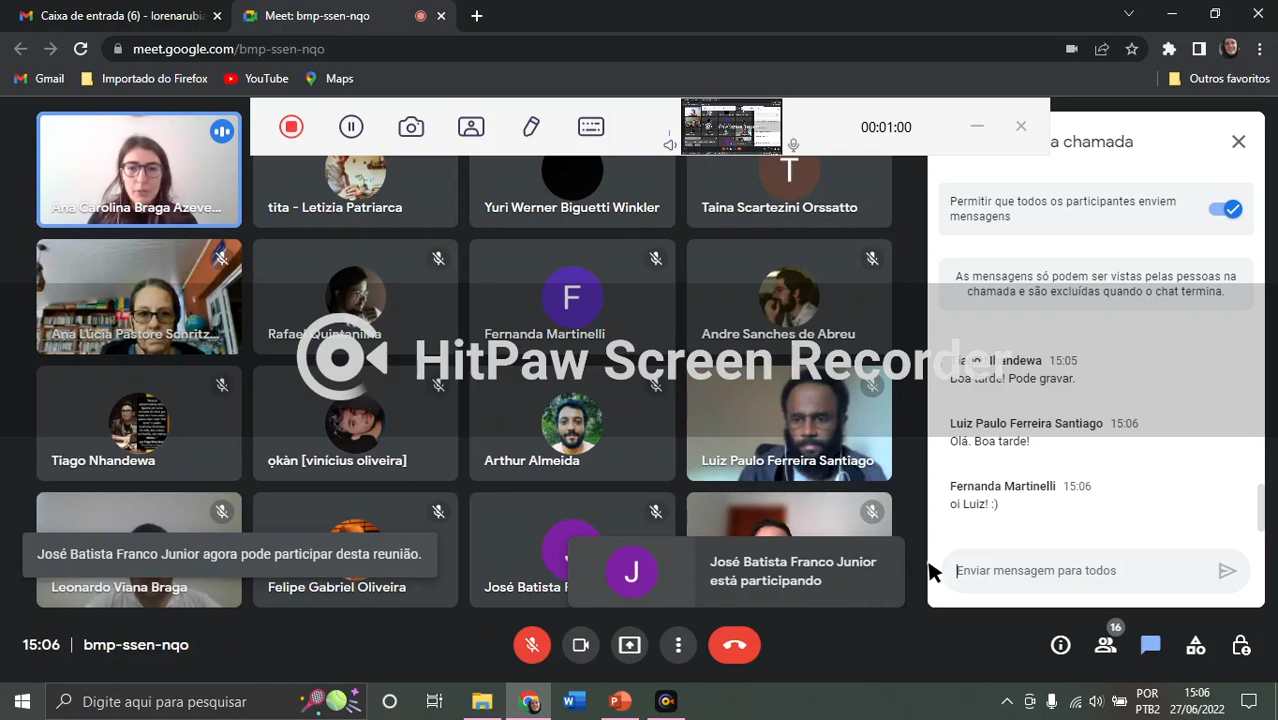 Caixa de entrada (6) - lorenarubia
Meet: bmp-ssen-nqo
meet.google.com/bmp-ssen-nqo
Gmail
Importado do Firefox
YouTube
Maps
Outros favoritos
00:01:00
a chamada
Ana Carolina Braga Azeve...
tita - Letizia Patriarca
Yuri Werner Biguetti Winkler
T
Taina Scartezini Orssatto
Permitir que todos os participantes enviem
mensagens
As mensagens só podem ser vistas pelas pessoas na
chamada e são excluídas quando o chat termina.
Ana Lúcia Pastore Schritz...
Rafael Quintanilha
F
Fernanda Martinelli
Andre Sanches de Abreu
HitPaw Screen Recorder
Tiago Nhandewa 15:05
Boa tarde! Pode gravar.
Luiz Paulo Ferreira Santiago 15:06
Olá. Boa tarde!
Fernanda Martinelli 15:06
oi Luiz! :)
Tiago Nhandewa
ọkàn [vinicius oliveira]
Arthur Almeida
Luiz Paulo Ferreira Santiago
José Batista Franco Junior agora pode participar desta reunião.
Leonardo Viana Braga
Felipe Gabriel Oliveira
José Batista
J
José Batista Franco Junior
está participando
Enviar mensagem para todos
15:06
bmp-ssen-nqo
16
Digite aqui para pesquisar
POR
PTB2
15:06
27/06/2022